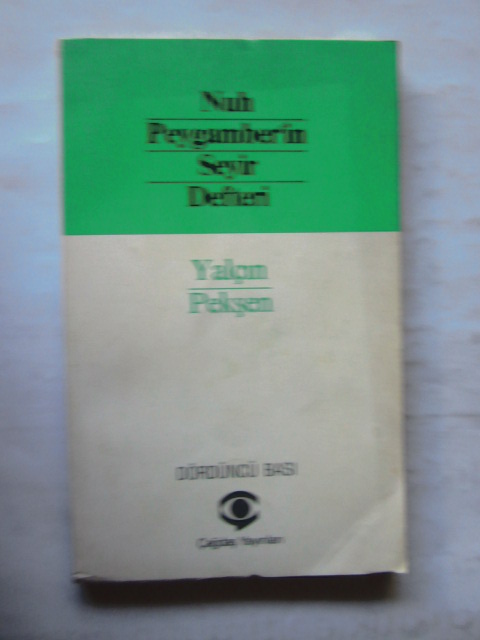 Nuh
Peygamber'in
Seyir
Defteri
Yalçın
Pekşen
DÖRDÜNCÜ BASI
Çağdaş Yayınları